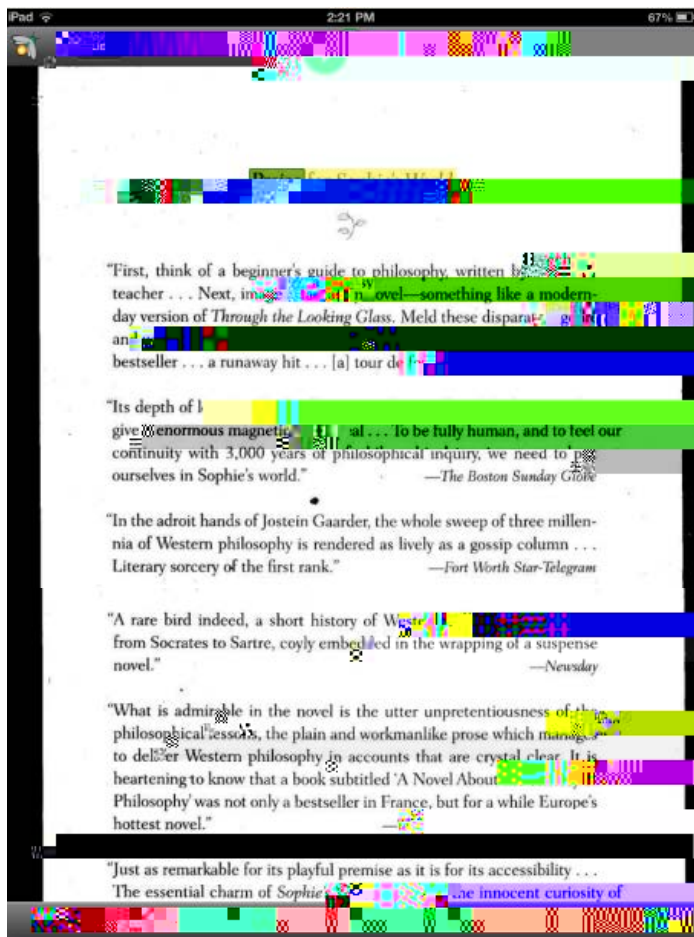 iPad 2:21 PM 67%
for Sophie's World
"First, think of a beginner's guide to philosophy, written
teacher . . . Next, novel—something like a modern-
day version of Through the Looking Glass. Meld these
bestseller . . . a runaway hit . . . [a] tour de
"Its depth of
give enormous . . . To be fully human, and to feel our
continuity with 3,000 years of philosophical inquiry, we need to
ourselves in Sophie's world." —The Boston Sunday Globe
"In the adroit hands of Jostein Gaarder, the whole sweep of three millen-
nia of Western philosophy is rendered as lively as a gossip column . . .
Literary sorcery of the first rank." —Fort Worth Star-Telegram
"A rare bird indeed, a short history of
from Socrates to Sartre, coyly embedded in the wrapping of a suspense
novel." —Newsday
"What is admirable in the novel is the utter unpretentiousness of the
philosophical lessons, the plain and workmanlike prose which manages
to deliver Western philosophy in accounts that are crystal clear. It is
heartening to know that a book subtitled 'A Novel About
Philosophy' was not only a bestseller in France, but for a while Europe's
hottest novel."
"Just as remarkable for its playful premise as it is for its accessibility . . .
The essential charm of Sophie the innocent curiosity of